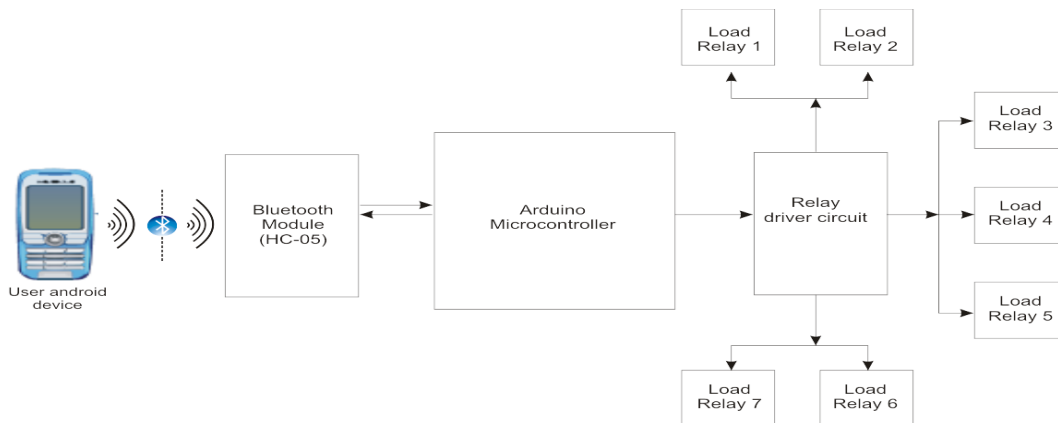 Load
Relay 1
Load
Relay 2
Load
Relay 3
Bluetooth
Module
(HC-05)
Arduino
Microcontroller
Relay
driver circuit
Load
Relay 4
User android
device
Load
Relay 5
Load
Relay 7
Load
Relay 6